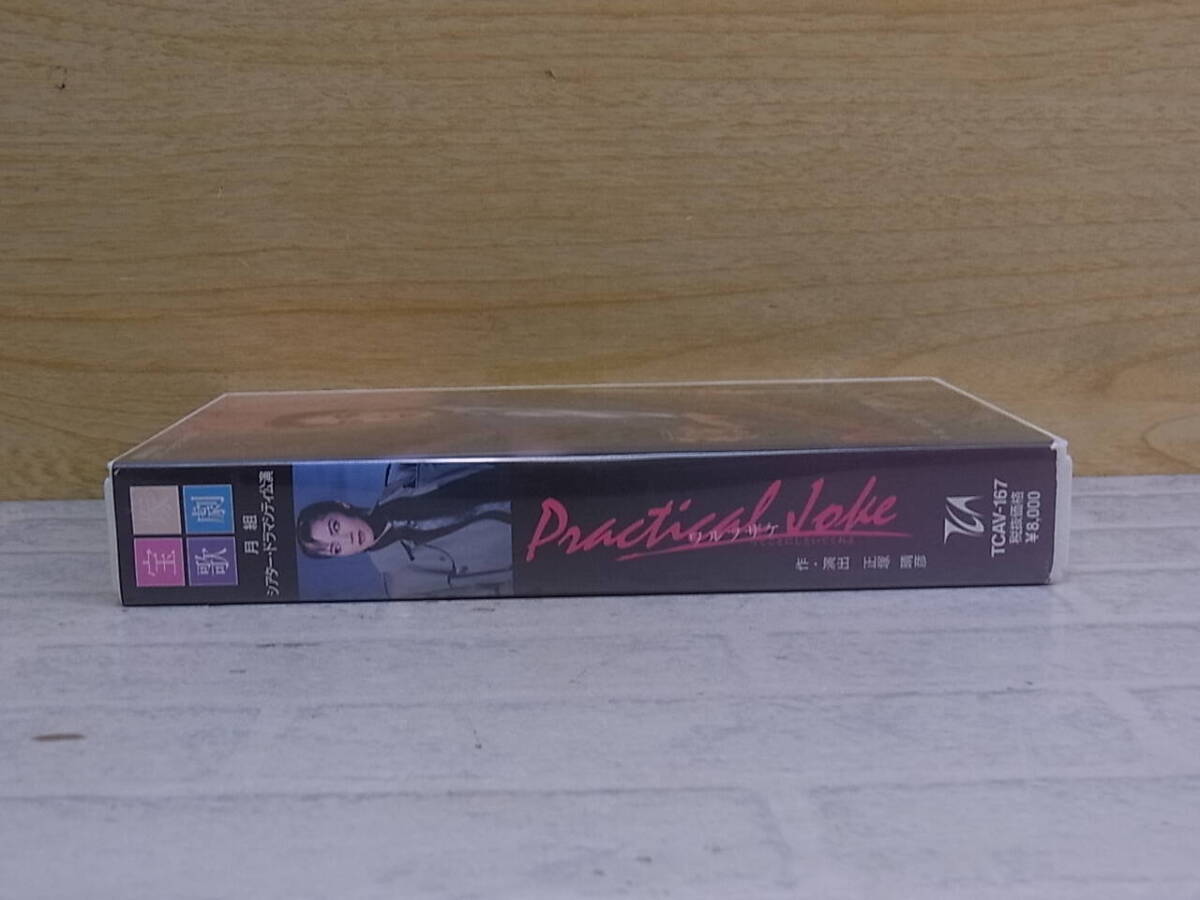 宝
歌 劇
月組
シアター・ドラマシティ公演
Practical Joke
ワルフザケ
作・演出 正塚 晴彦
TCAV-167
税抜価格
¥8,000